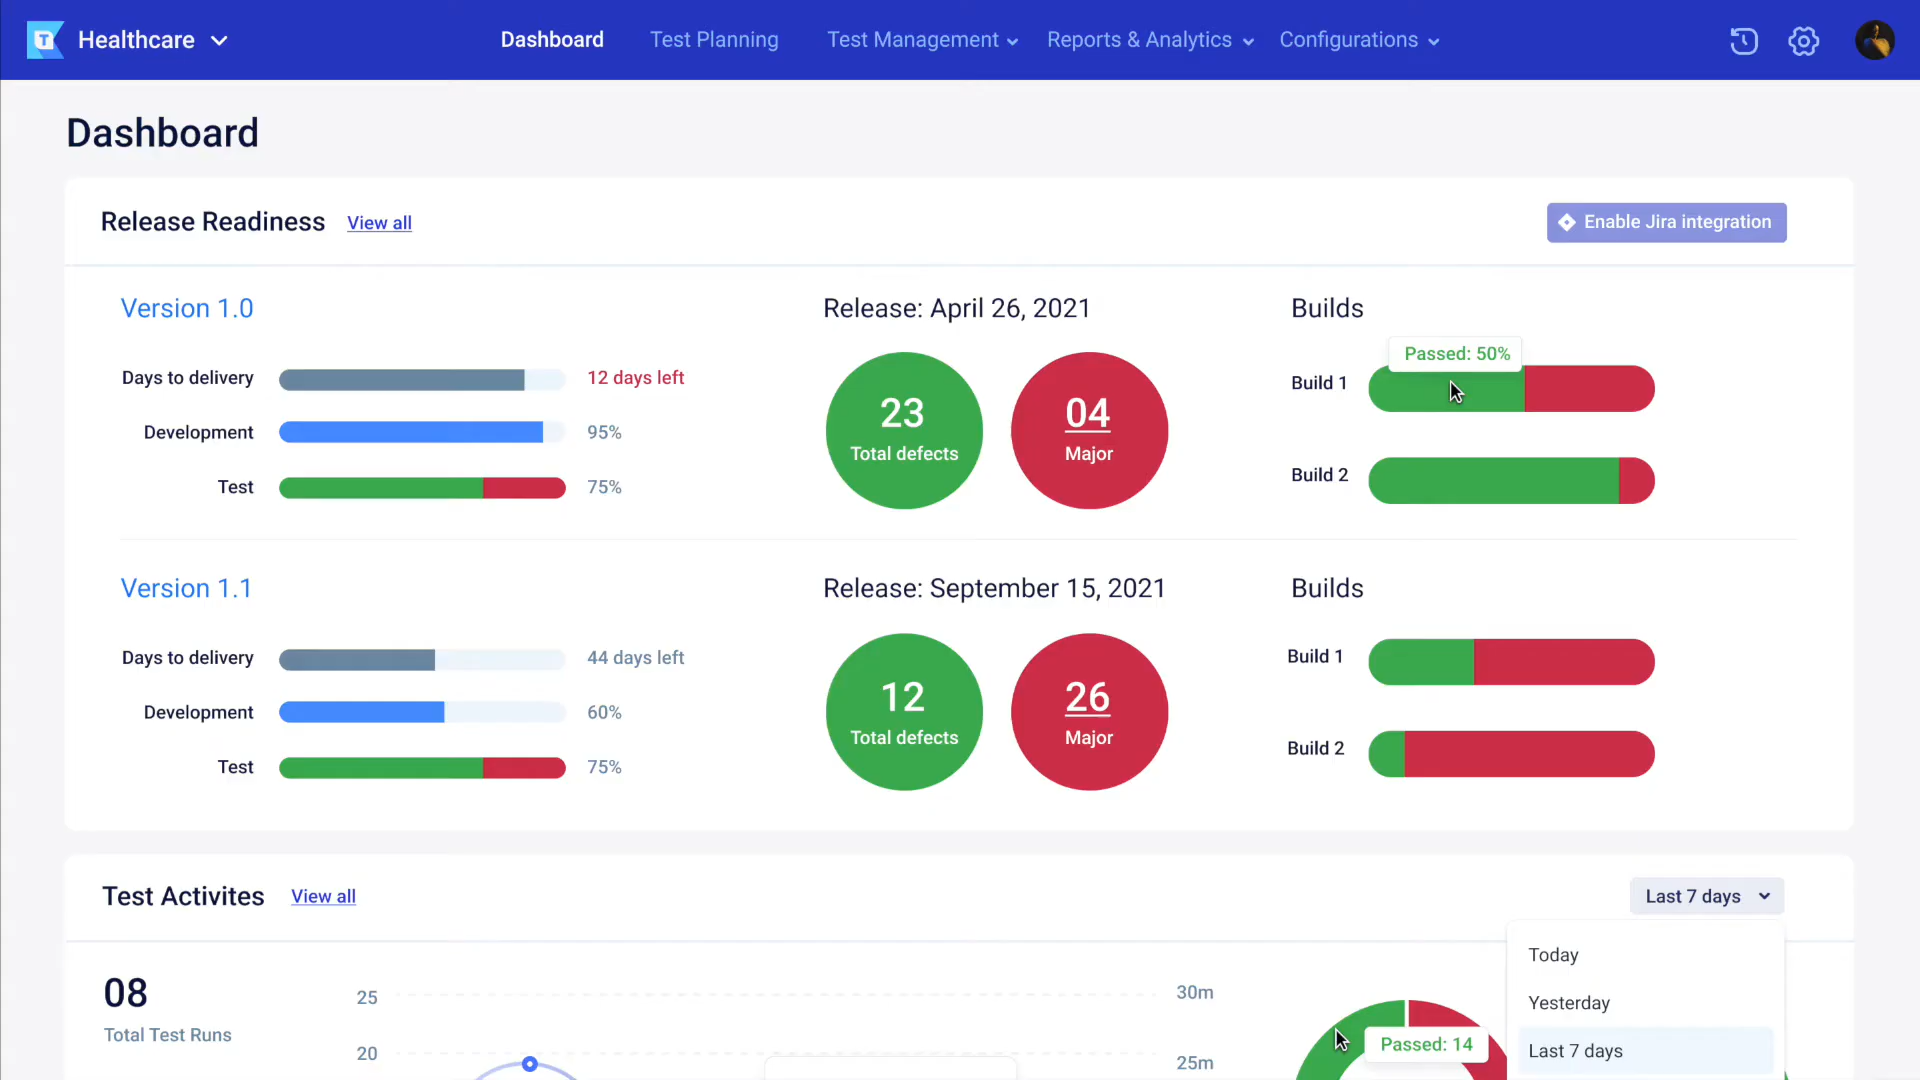 T Healthcare Dashboard Test Planning Test Management Reports & Analytics Configurations
Dashboard
Release Readiness View all Enable Jira integration
Version 1.0 Release: April 26, 2021 Builds
Days to delivery 12 days left
Development 95%
Test 75%
23
Total defects
04
Major
Passed: 50%
Build 1
Build 2
Version 1.1 Release: September 15, 2021 Builds
Days to delivery 44 days left
Development 60%
Test 75%
12
Total defects
26
Major
Build 1
Build 2
Test Activites View all Last 7 days
Today
Yesterday
Last 7 days
08
Total Test Runs
25
20
30m
25m
Passed: 14